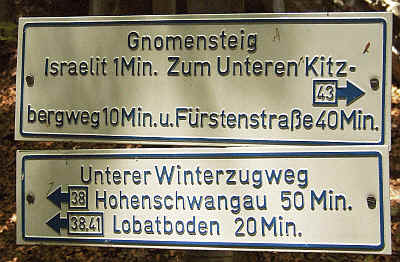 Gnomensteig
Israelit 1Min. Zum Unteren Kitz-
43
bergweg 10Min. u. Fürstenstraße 40Min.
Unterer Winterzugweg
38 Hohenschwangau 50 Min.
38.41 Lobatboden 20 Min.